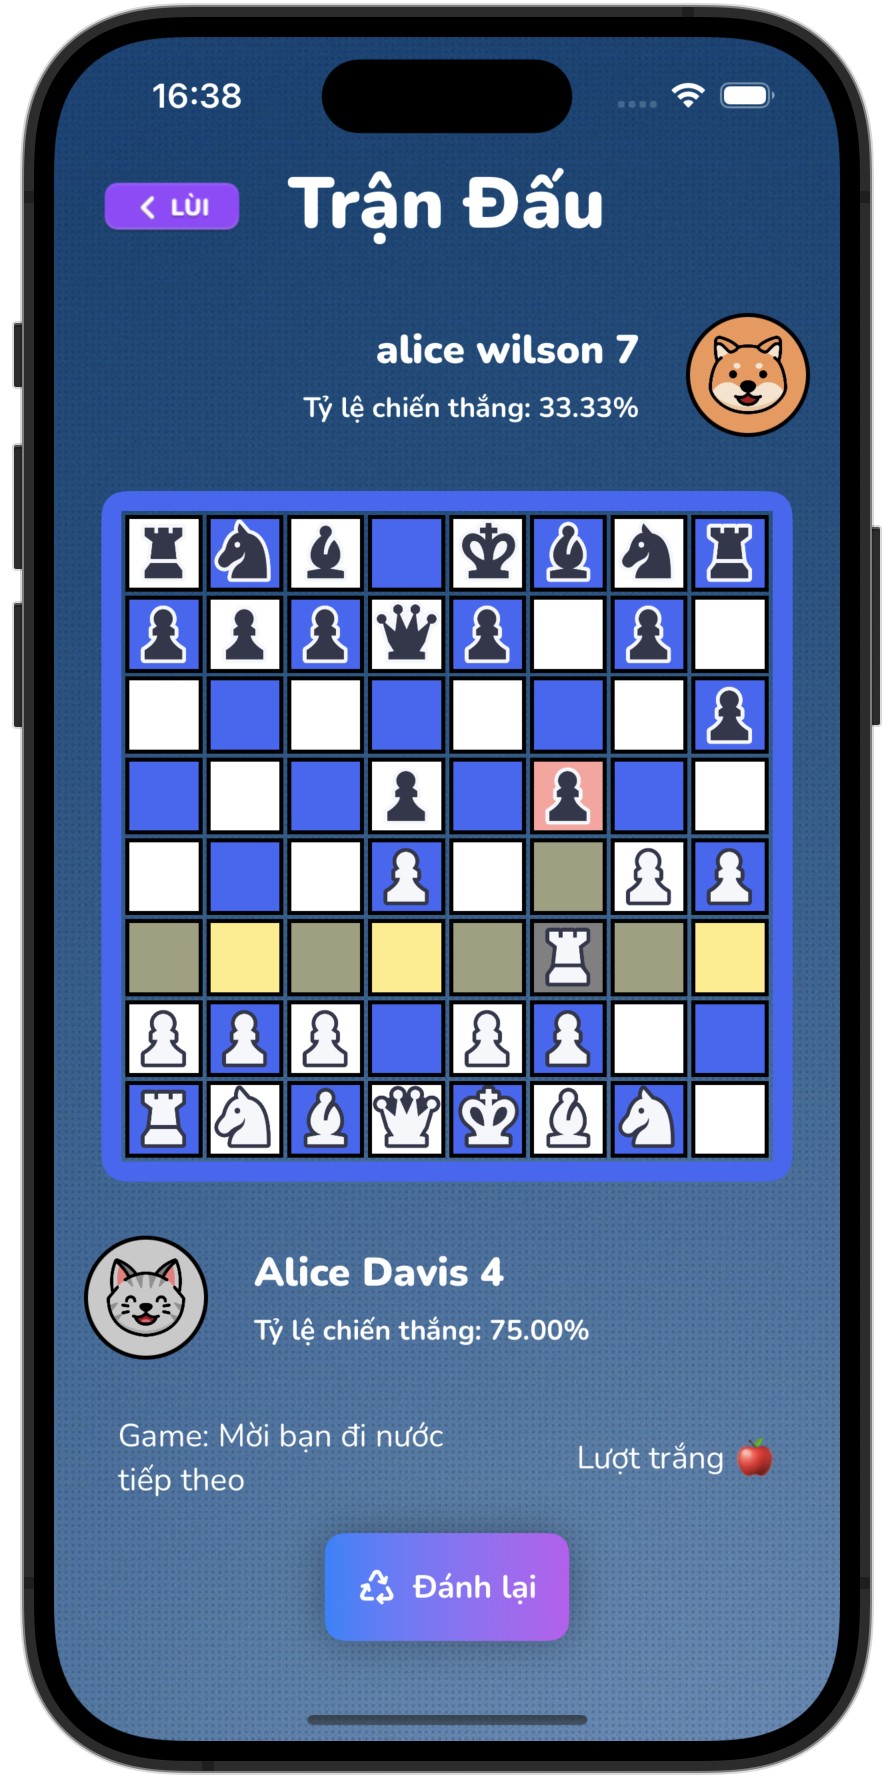 16:38
LÙI
Trận Đấu
alice wilson 7
Tỷ lệ chiến thắng: 33.33%
Alice Davis 4
Tỷ lệ chiến thắng: 75.00%
Game: Mời bạn đi nước
tiếp theo
Lượt trắng 🍎
Đánh lại